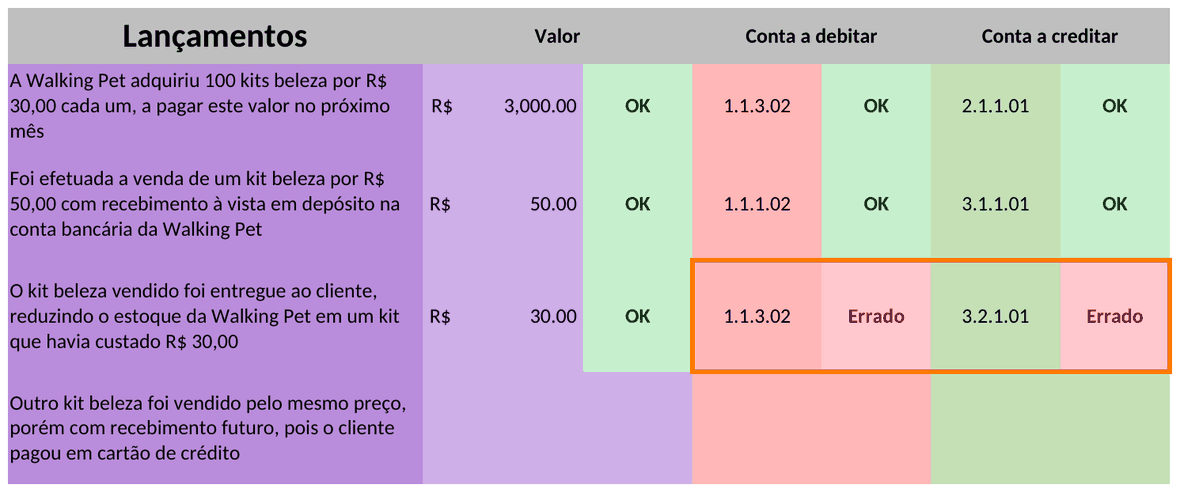 Lançamentos Valor Conta a debitar Conta a creditar
A Walking Pet adquiriu 100 kits beleza por R$
30,00 cada um, a pagar este valor no próximo
mês
R$ 3,000.00 OK 1.1.3.02 OK 2.1.1.01 OK
Foi efetuada a venda de um kit beleza por R$
50,00 com recebimento à vista em depósito na
conta bancária da Walking Pet
R$ 50.00 OK 1.1.1.02 OK 3.1.1.01 OK
O kit beleza vendido foi entregue ao cliente,
reduzindo o estoque da Walking Pet em um kit
que havia custado R$ 30,00
R$ 30.00 OK 1.1.3.02 Errado 3.2.1.01 Errado
Outro kit beleza foi vendido pelo mesmo preço,
porém com recebimento futuro, pois o cliente
pagou em cartão de crédito